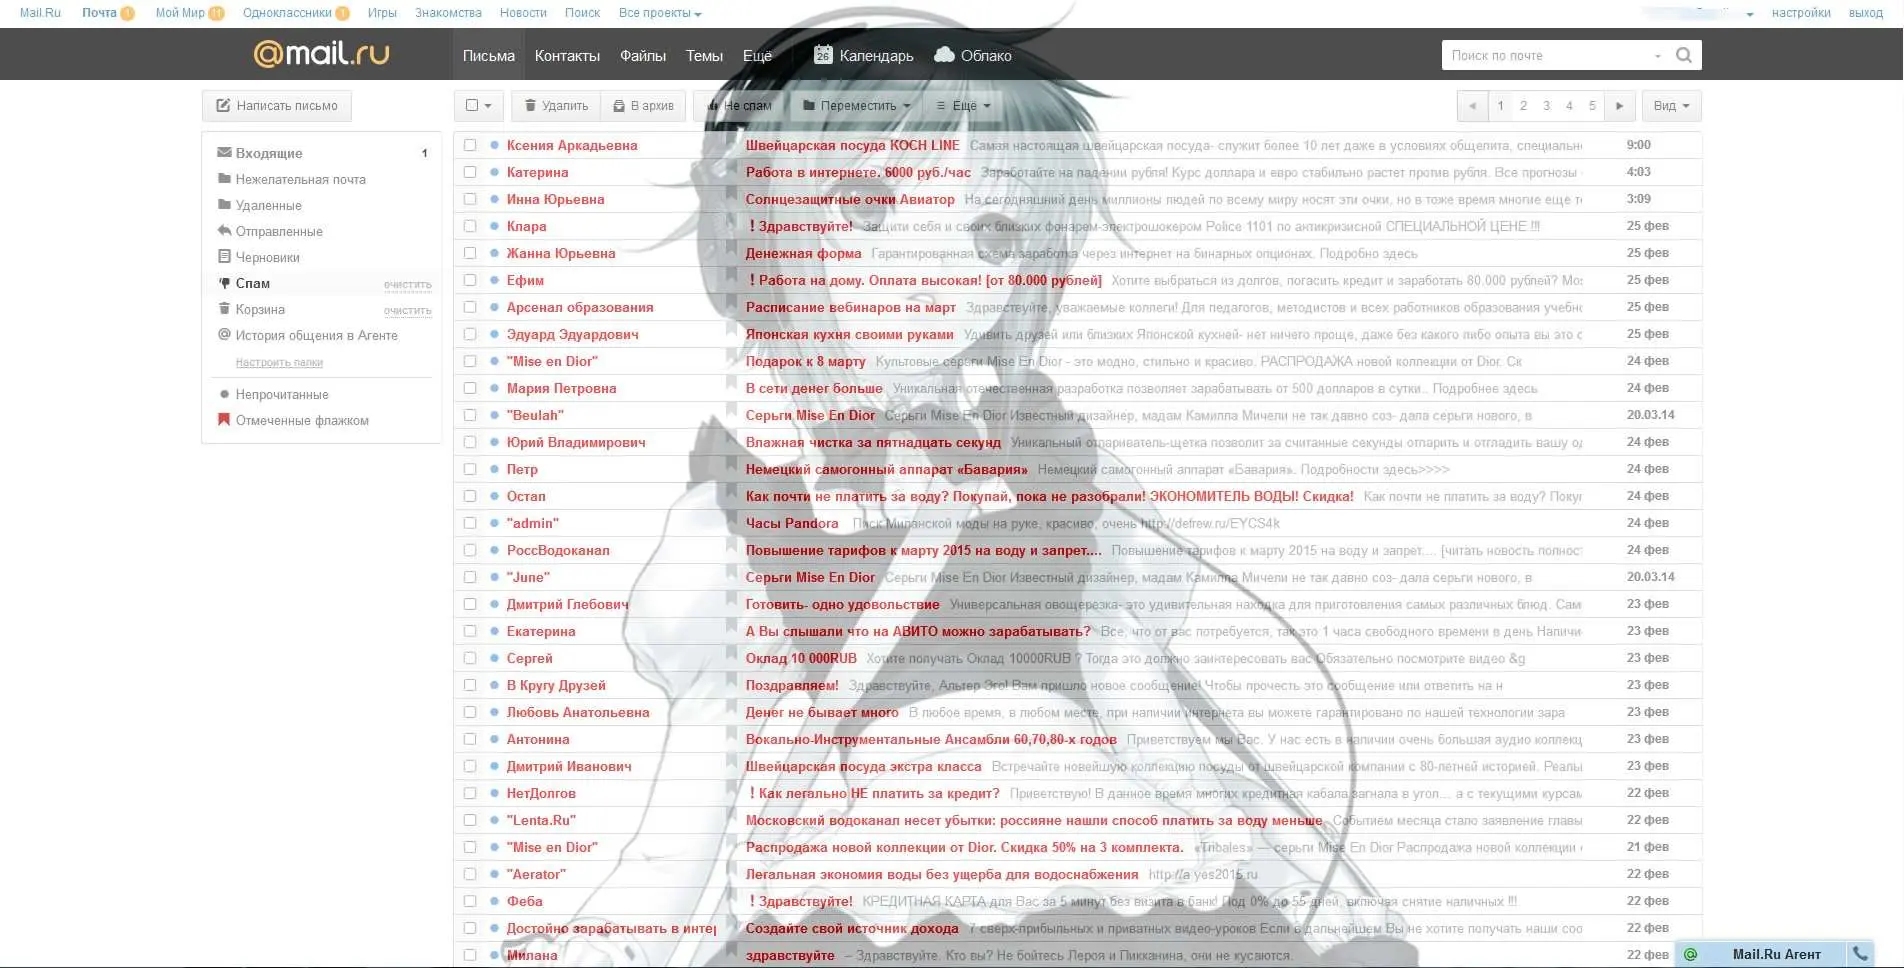 Mail.Ru Почта 1 Мой Мир 11 Одноклассники 1 Игры Знакомства Новости Поиск Все проекты настройки выход
@mail.ru Письма Контакты Файлы Темы Ещё 26 Календарь Облако Поиск по почте
Написать письмо Удалить В архив Не спам Переместить Ещё 1 2 3 4 5 Вид
Входящие 1
Нежелательная почта
Удаленные
Отправленные
Черновики
Спам очистить
Корзина очистить
История общения в Агенте
Настроить папки
Непрочитанные
Отмеченные флажком
Ксения Аркадьевна Швейцарская посуда KOCH LINE Самая настоящая швейцарская посуда- служит более 10 лет даже в условиях общепита, специальн 9:00
Катерина Работа в интернете. 6000 руб./час Заработайте на падении рубля! Курс доллара и евро стабильно растет против рубля. Все прогнозы 4:03
Инна Юрьевна Солнцезащитные очки Авиатор На сегодняшний день миллионы людей по всему миру носят эти очки, но в тоже время многие еще т 3:09
Клара ! Здравствуйте! Защити себя и своих близких фонарем-электрошокером Police 1101 по антикризисной СПЕЦИАЛЬНОЙ ЦЕНЕ !!! 25 фев
Жанна Юрьевна Денежная форма Гарантированная схема заработка через интернет на бинарных опционах. Подробно здесь 25 фев
Ефим ! Работа на дому. Оплата высокая! [от 80.000 рублей] Хотите выбраться из долгов, погасить кредит и заработать 80.000 рублей? Мо 25 фев
Арсенал образования Расписание вебинаров на март Здравствуйте, уважаемые коллеги! Для педагогов, методистов и всех работников образования учебн 25 фев
Эдуард Эдуардович Японская кухня своими руками Удивить друзей или близких Японской кухней- нет ничего проще, даже без какого либо опыта вы это с 25 фев
"Mise en Dior" Подарок к 8 марту Культовые серьги Mise En Dior - это модно, стильно и красиво. РАСПРОДАЖА новой коллекции от Dior. Ск 24 фев
Мария Петровна В сети денег больше Уникальная отечественная разработка позволяет зарабатывать от 500 долларов в сутки.. Подробнее здесь 24 фев
"Beulah" Серьги Mise En Dior Серьги Mise En Dior Известный дизайнер, мадам Камилла Мичели не так давно соз- дала серьги нового, в 20.03.14
Юрий Владимирович Влажная чистка за пятнадцать секунд Уникальный отпариватель-щетка позволит за считанные секунды отпарить и отгладить вашу од 24 фев
Петр Немецкий самогонный аппарат «Бавария» Немецкий самогонный аппарат «Бавария». Подробности здесь>>>> 24 фев
Остап Как почти не платить за воду? Покупай, пока не разобрали! ЭКОНОМИТЕЛЬ ВОДЫ! Скидка! Как почти не платить за воду? Покуп 24 фев
"admin" Часы Pandora Писк Миланской моды на руке, красиво, очень http://defrew.ru/EYCS4k 24 фев
РоссВодоканал Повышение тарифов к марту 2015 на воду и запрет.... Повышение тарифов к марту 2015 на воду и запрет.... [читать новость полнос 24 фев
"June" Серьги Mise En Dior Серьги Mise En Dior Известный дизайнер, мадам Камилла Мичели не так давно соз- дала серьги нового, в 20.03.14
Дмитрий Глебович Готовить- одно удовольствие Универсальная овощерезка- это удивительная находка для приготовления самых различных блюд. Сам 23 фев
Екатерина А Вы слышали что на АВИТО можно зарабатывать? Все, что от вас потребуется, так это 1 часа свободного времени в день Наличи 23 фев
Сергей Оклад 10 000RUB Хотите получать Оклад 10000RUB ? Тогда это должно заинтересовать вас Обязательно посмотрите видео &g 23 фев
В Кругу Друзей Поздравляем! Здравствуйте, Альтер Эго! Вам пришло новое сообщение! Чтобы прочесть это сообщение или ответить на н 23 фев
Любовь Анатольевна Денег не бывает много В любое время, в любом месте, при наличии интернета вы можете гарантировано по нашей технологии зара 23 фев
Антонина Вокально-Инструментальные Ансамбли 60,70,80-х годов Приветствуем мы Вас. У нас есть в наличии очень большая аудио коллекц 23 фев
Дмитрий Иванович Швейцарская посуда экстра класса Встречайте новейшую коллекцию посуды от швейцарской компании с 80-летней историей. Реаль 23 фев
НетДолгов ! Как легально НЕ платить за кредит? Приветствую! В данное время многих кредитная кабала загнала в угол... а с текущими курсам 22 фев
"Lenta.Ru" Московский водоканал несет убытки: россияне нашли способ платить за воду меньше Событием месяца стало заявление главы 22 фев
"Mise en Dior" Распродажа новой коллекции от Dior. Скидка 50% на 3 комплекта. «Tribales» — серьги Mise En Dior Распродажа новой коллекции 21 фев
"Aerator" Легальная экономия воды без ущерба для водоснабжения http://a.yes2015.ru 22 фев
Феба ! Здравствуйте! КРЕДИТНАЯ КАРТА для Вас за 5 минут без визита в банк! Под 0% до 55 дней, включая снятие наличных !!! 22 фев
Достойно зарабатывать в интер Создайте свой источник дохода 7 сверх-прибыльных и приватных видео-уроков Если в дальнейшем Вы не хотите получать наши соо 22 фев
Милана здравствуйте – Здравствуйте. Кто вы? Не бойтесь Лероя и Пикканина, они не кусаются. 22 фев
Mail.Ru Агент